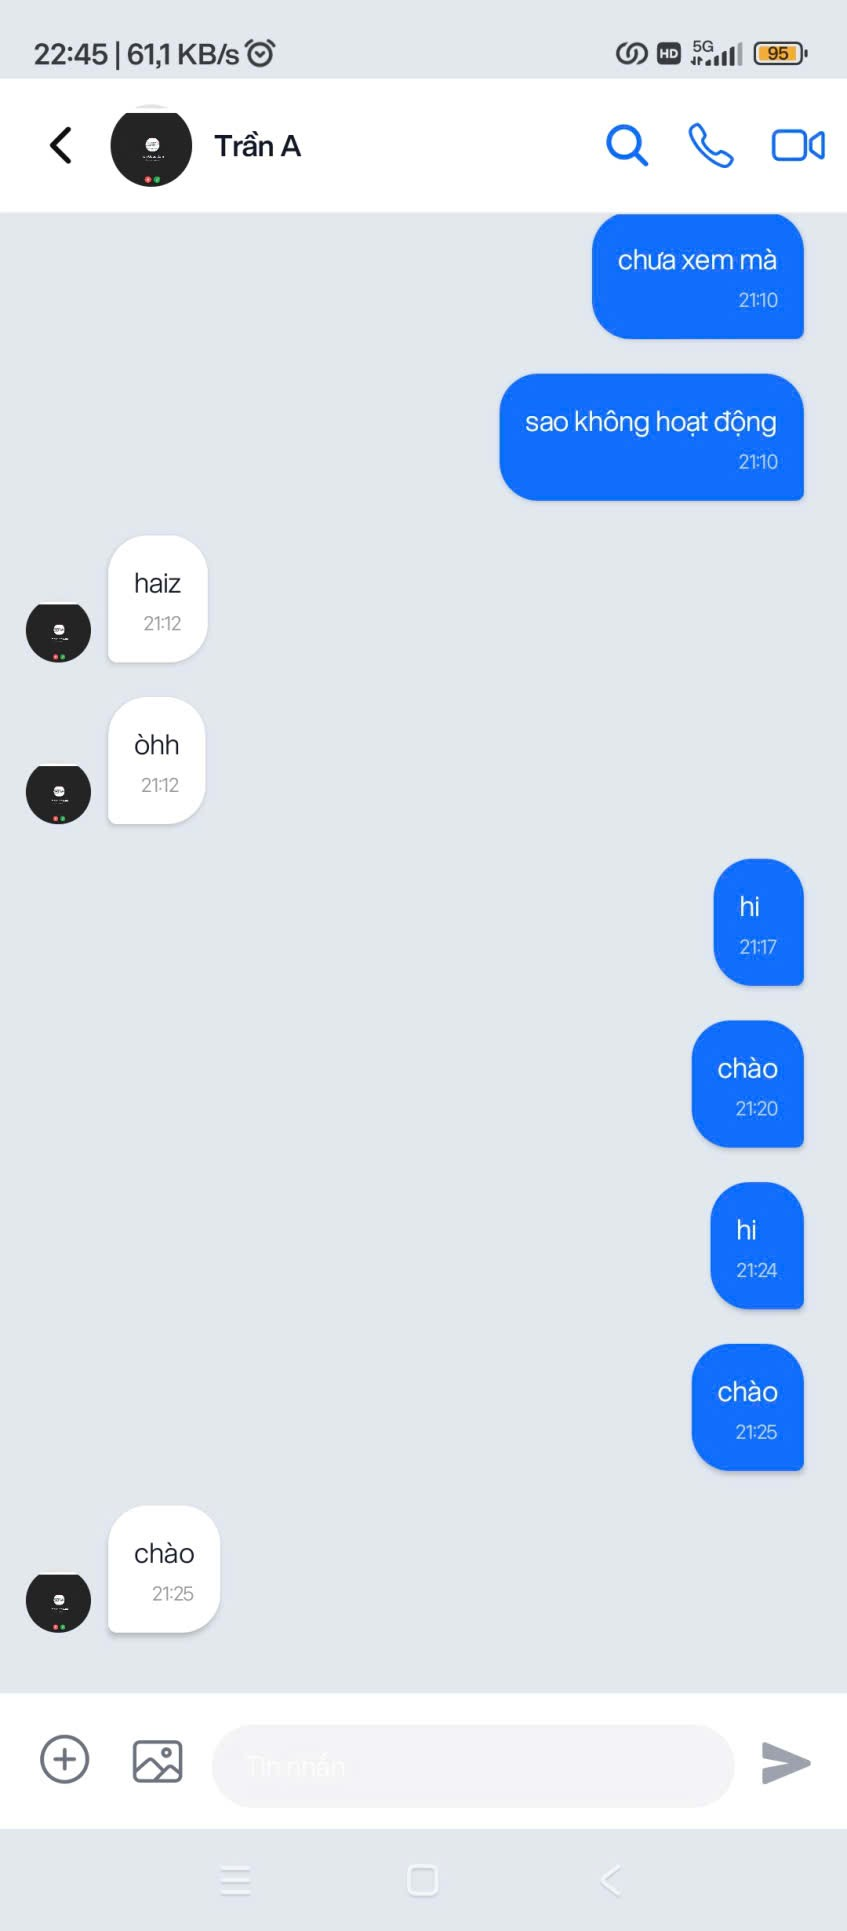 22:45 | 61,1 KB/s
HD
5G
95
Trần A
chưa xem mà
21:10
sao không hoạt động
21:10
haiz
21:12
òhh
21:12
hi
21:17
chào
21:20
hi
21:24
chào
21:25
chào
21:25
Tin nhắn